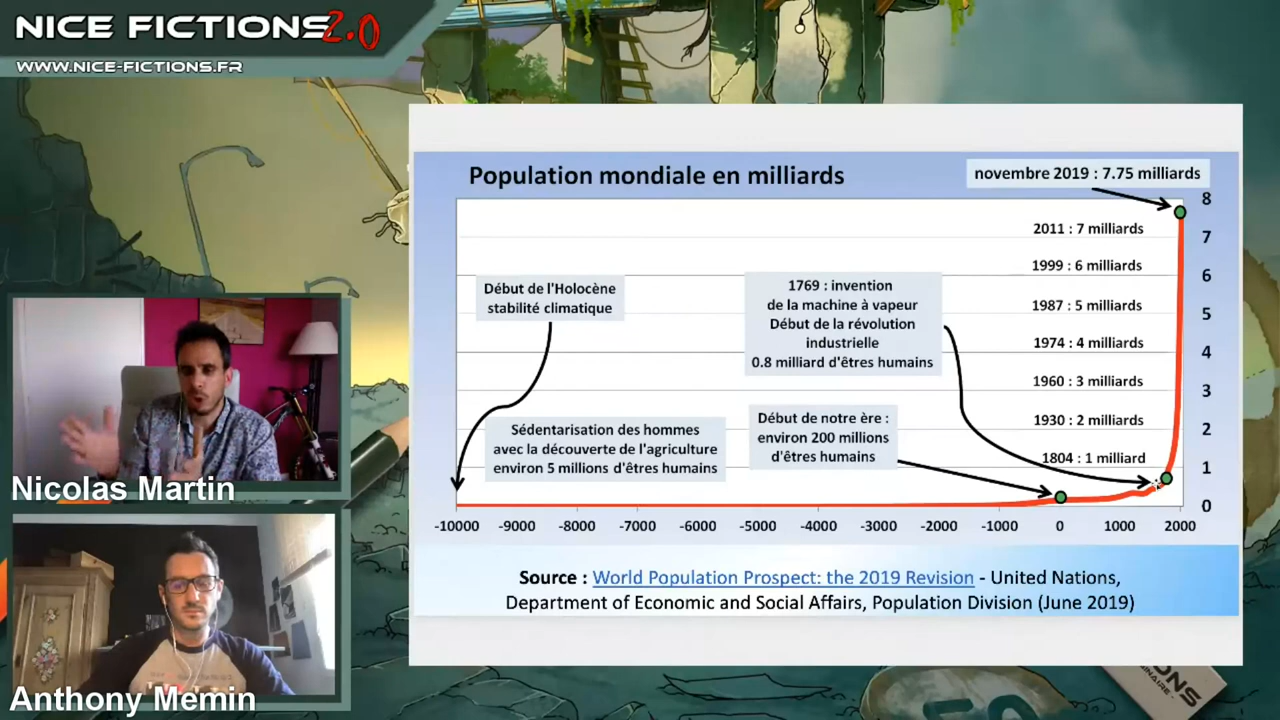 NICE FICTIONS 2.0
WWW.NICE-FICTIONS.FR
Nicolas Martin
Anthony Memin
Population mondiale en milliards
novembre 2019 : 7.75 milliards
8
2011 : 7 milliards
7
1999 : 6 milliards
6
1987 : 5 milliards
5
1974 : 4 milliards
4
1960 : 3 milliards
3
1930 : 2 milliards
2
1804 : 1 milliard
1
0
Début de l'Holocène
stabilité climatique
1769 : invention
de la machine à vapeur
Début de la révolution
industrielle
0.8 milliard d'êtres humains
Sédentarisation des hommes
avec la découverte de l'agriculture
environ 5 millions d'êtres humains
Début de notre ère :
environ 200 millions
d'êtres humains
-10000 -9000 -8000 -7000 -6000 -5000 -4000 -3000 -2000 -1000 0 1000 2000
Source : World Population Prospect: the 2019 Revision - United Nations,
Department of Economic and Social Affairs, Population Division (June 2019)